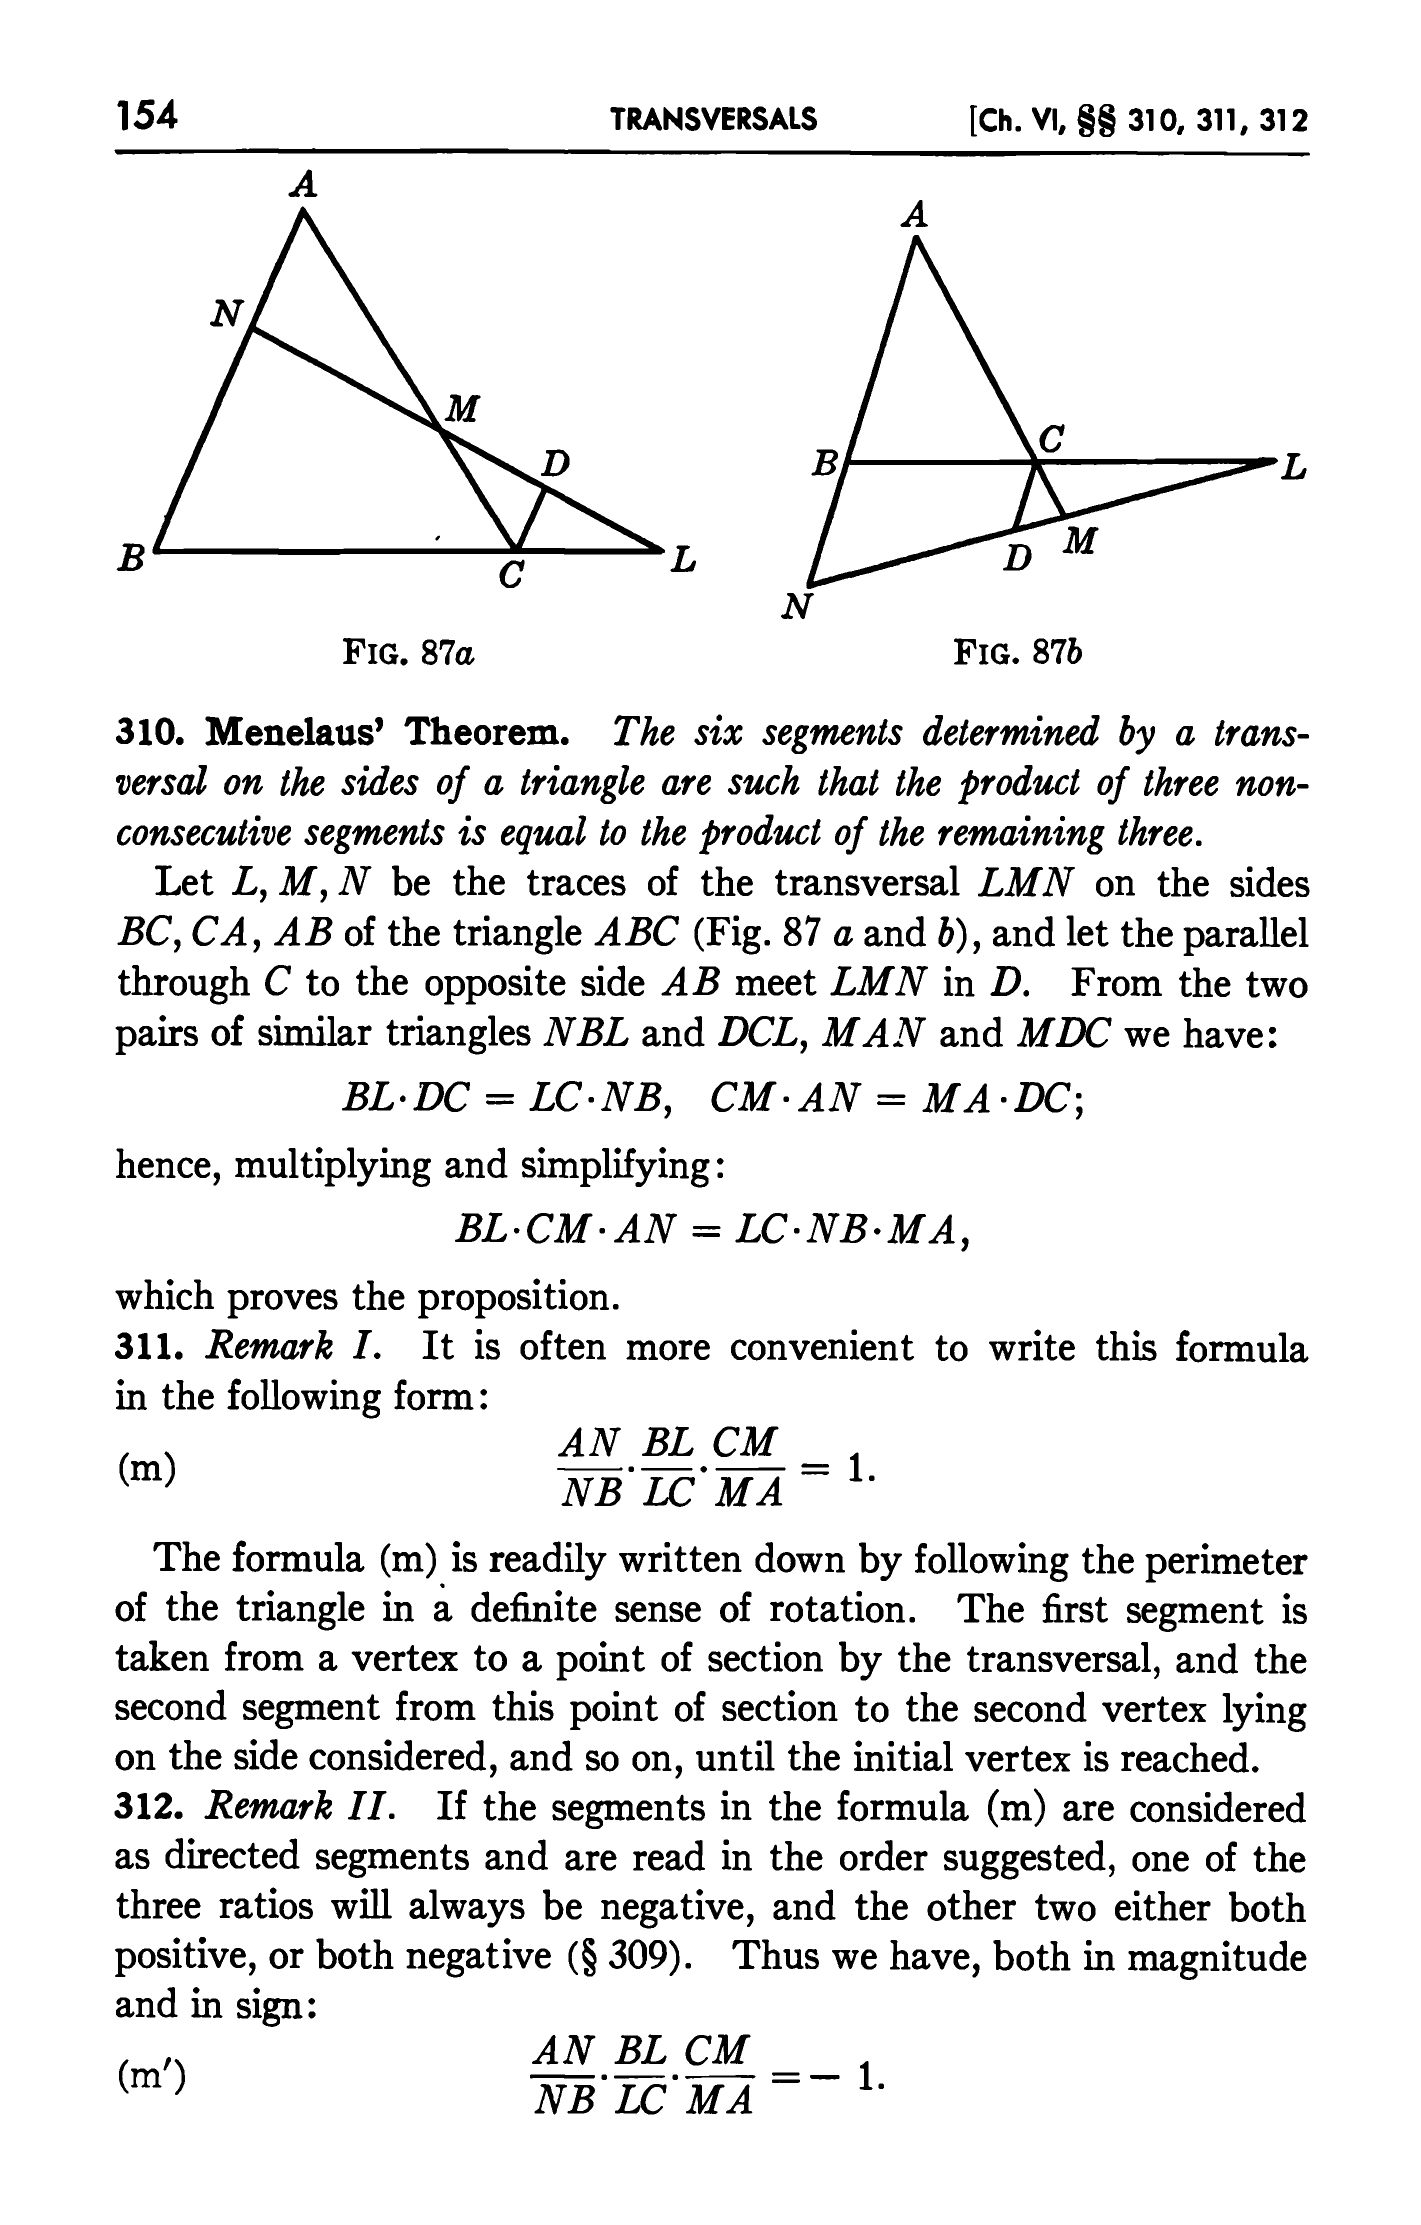 154 TRANSVERSALS [Ch. VI, §§ 310, 311, 312
A
N
M
D
B
C
L
A
B
C
L
D
M
N
FIG. 87a
FIG. 87b
310. Menelaus' Theorem. The six segments determined by a trans-
versal on the sides of a triangle are such that the product of three non-
consecutive segments is equal to the product of the remaining three.
Let L, M, N be the traces of the transversal LMN on the sides
BC, CA, AB of the triangle ABC (Fig. 87 a and b), and let the parallel
through C to the opposite side AB meet LMN in D. From the two
pairs of similar triangles NBL and DCL, MAN and MDC we have:
BL·DC = LC·NB, CM·AN = MA·DC;
hence, multiplying and simplifying:
BL·CM·AN = LC·NB·MA,
which proves the proposition.
311. Remark I. It is often more convenient to write this formula
in the following form:
AN BL CM
(m) ——·——·—— = 1.
NB LC MA
The formula (m) is readily written down by following the perimeter
of the triangle in a definite sense of rotation. The first segment is
taken from a vertex to a point of section by the transversal, and the
second segment from this point of section to the second vertex lying
on the side considered, and so on, until the initial vertex is reached.
312. Remark II. If the segments in the formula (m) are considered
as directed segments and are read in the order suggested, one of the
three ratios will always be negative, and the other two either both
positive, or both negative (§ 309). Thus we have, both in magnitude
and in sign:
AN BL CM
(m′) ——·——·—— = − 1.
NB LC MA